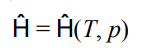 Ĥ = Ĥ(T, p)